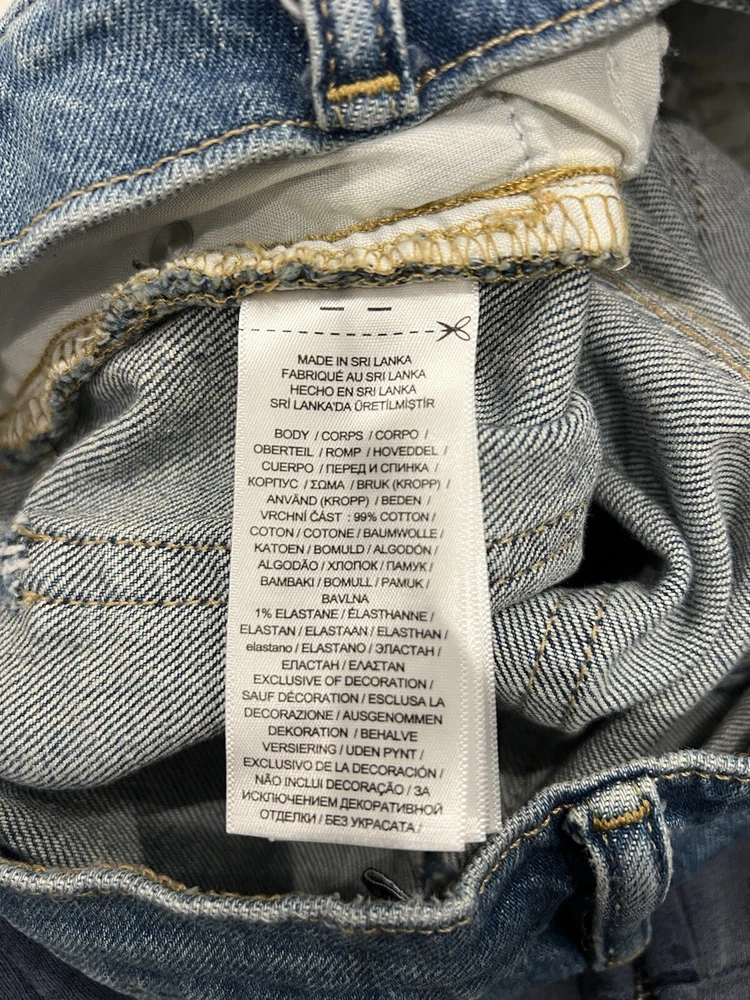 MADE IN SRI LANKA
FABRIQUÉ AU SRI LANKA
HECHO EN SRI LANKA
SRİ LANKA'DA ÜRETİLMİŞTİR
BODY / CORPS / CORPO /
OBERTEIL / ROMP / HOVEDDEL /
CUERPO / ПЕРЕД И СПИНКА /
КОРПУС / ΣΩΜΑ / BRUK (KROPP) /
ANVÄND (KROPP) / BEDEN /
VRCHNÍ ČÁST : 99% COTTON /
COTON / COTONE / BAUMWOLLE /
KATOEN / BOMULD / ALGODÓN /
ALGODÃO / ХЛОПОК / ПАМУК /
ΒΑΜΒΑΚΙ / BOMULL / PAMUK /
BAVLNA
1% ELASTANE / ÉLASTHANNE /
ELASTAN / ELASTAAN / ELASTHAN /
elastano / ELASTANO / ЭЛАСТАН /
ЕЛАСТАН / ΕΛΑΣΤΑΝ
EXCLUSIVE OF DECORATION /
SAUF DÉCORATION / ESCLUSA LA
DECORAZIONE / AUSGENOMMEN
DEKORATION / BEHALVE
VERSIERING / UDEN PYNT /
EXCLUSIVO DE LA DECORACIÓN /
NÃO INCLUI DECORAÇÃO / ЗА
ИСКЛЮЧЕНИЕМ ДЕКОРАТИВНОЙ
ОТДЕЛКИ / БЕЗ УКРАСАТА /